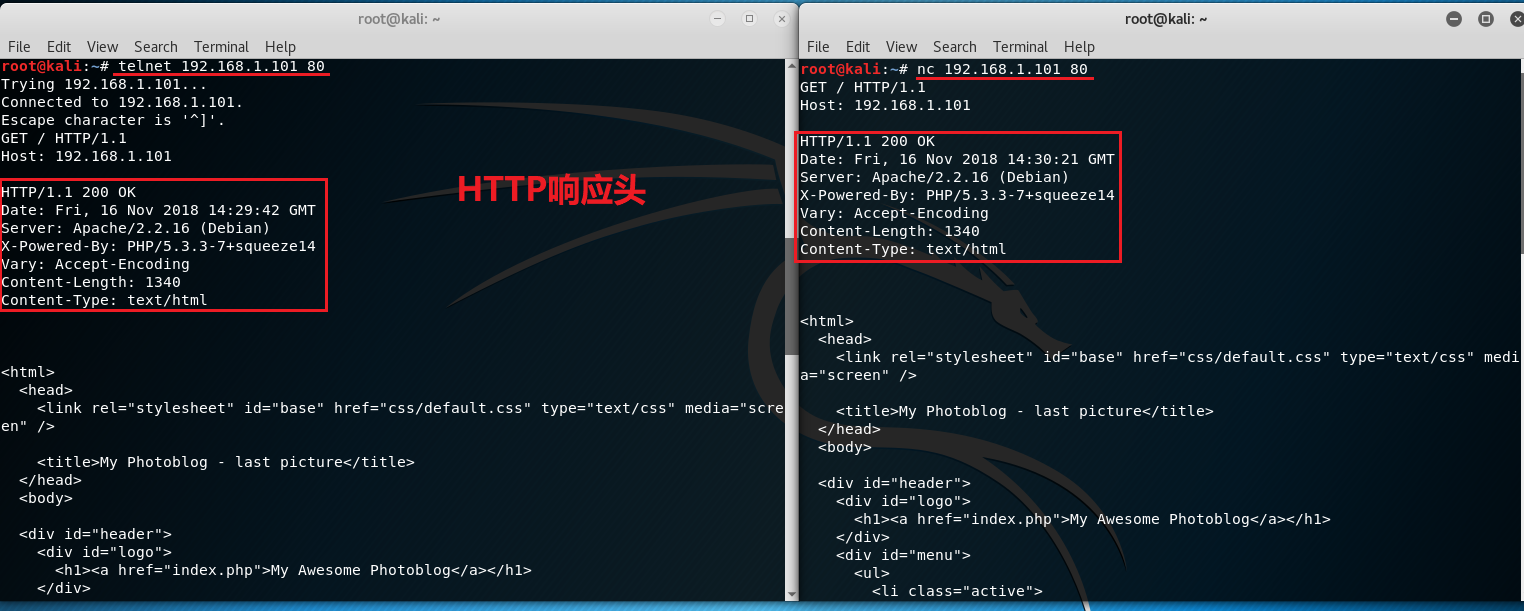 root@kali: ~
File Edit View Search Terminal Help
root@kali:~# telnet 192.168.1.101 80
Trying 192.168.1.101...
Connected to 192.168.1.101.
Escape character is '^]'.
GET / HTTP/1.1
Host: 192.168.1.101
HTTP/1.1 200 OK
Date: Fri, 16 Nov 2018 14:29:42 GMT
Server: Apache/2.2.16 (Debian)
X-Powered-By: PHP/5.3.3-7+squeeze14
Vary: Accept-Encoding
Content-Length: 1340
Content-Type: text/html
<html>
  <head>
    <link rel="stylesheet" id="base" href="css/default.css" type="text/css" media="scre
en" />
    <title>My Photoblog - last picture</title>
  </head>
  <body>
  <div id="header">
    <div id="logo">
      <h1><a href="index.php">My Awesome Photoblog</a></h1>
    </div>
HTTP响应头
root@kali: ~
File Edit View Search Terminal Help
root@kali:~# nc 192.168.1.101 80
GET / HTTP/1.1
Host: 192.168.1.101
HTTP/1.1 200 OK
Date: Fri, 16 Nov 2018 14:30:21 GMT
Server: Apache/2.2.16 (Debian)
X-Powered-By: PHP/5.3.3-7+squeeze14
Vary: Accept-Encoding
Content-Length: 1340
Content-Type: text/html
<html>
  <head>
    <link rel="stylesheet" id="base" href="css/default.css" type="text/css" medi
a="screen" />
    <title>My Photoblog - last picture</title>
  </head>
  <body>
  <div id="header">
    <div id="logo">
      <h1><a href="index.php">My Awesome Photoblog</a></h1>
    </div>
    <div id="menu">
      <ul>
        <li class="active">